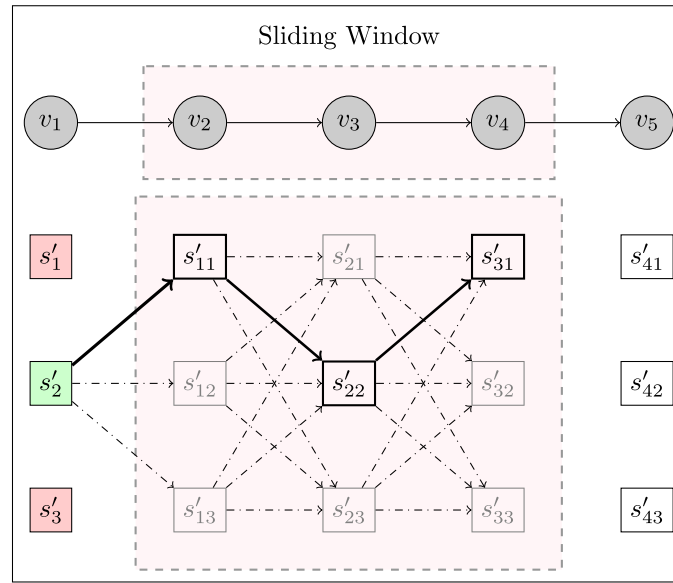 Sliding Window
v₁ v₂ v₃ v₄ v₅
s′₁ s′₁₁ s′₂₁ s′₃₁ s′₄₁
s′₂ s′₁₂ s′₂₂ s′₃₂ s′₄₂
s′₃ s′₁₃ s′₂₃ s′₃₃ s′₄₃